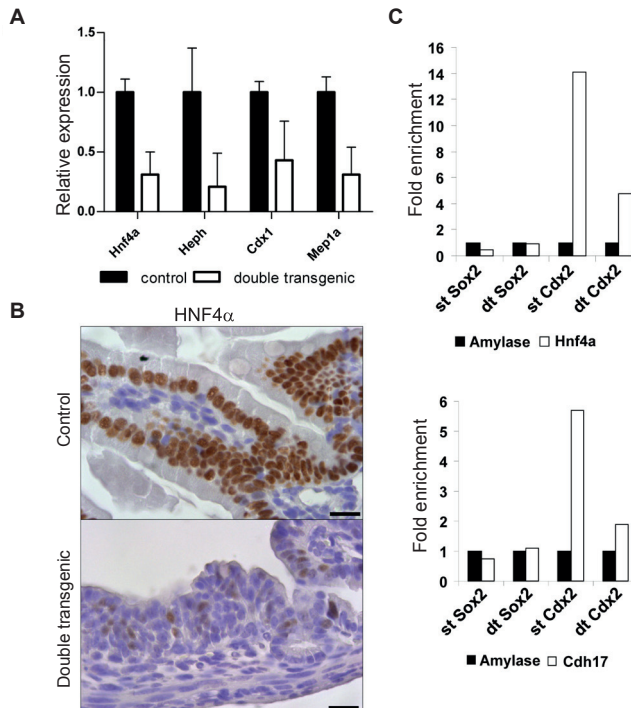 A
Relative expression
1.5
1.0
0.5
0.0
Hnf4a
Heph
Cdx1
Mep1a
control
double transgenic
B
HNF4α
Control
Double transgenic
C
Fold enrichment
16
14
12
10
8
6
4
2
0
st Sox2
dt Sox2
st Cdx2
dt Cdx2
Amylase
Hnf4a
Fold enrichment
6
5
4
3
2
1
0
st Sox2
dt Sox2
st Cdx2
dt Cdx2
Amylase
Cdh17